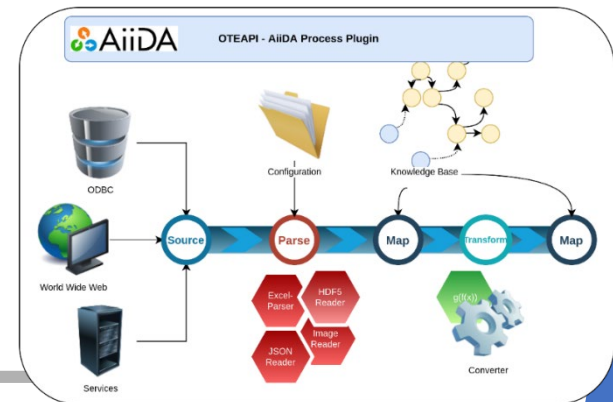 AiiDA
OTEAPI - AiiDA Process Plugin
ODBC
Configuration
Knowledge Base
World Wide Web
Source
Parse
Map
Transform
Map
Excel-
Parser
HDF5
Reader
JSON
Reader
Image
Reader
g(f(x))
Converter
Services